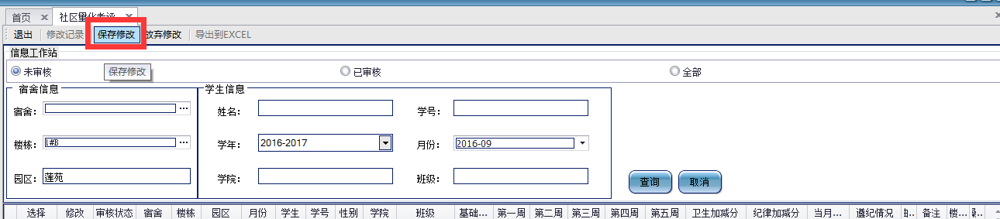 首页 社区量化考评
退出 修改记录 保存修改 放弃修改 导出到EXCEL
信息工作站
未审核 保存修改 已审核 全部
宿舍信息 学生信息
宿舍： ... 姓名： 学号：
楼栋： 1#B ... 学年： 2016-2017 月份： 2016-09
园区： 莲苑 学院： 班级： 查询 取消
选择 修改 审核状态 宿舍 楼栋 园区 月份 学生 学号 性别 学院 班级 基础... 第一周 第二周 第三周 第四周 第五周 卫生加减分 纪律加减分 当月... 遵纪情况 备注 楼...